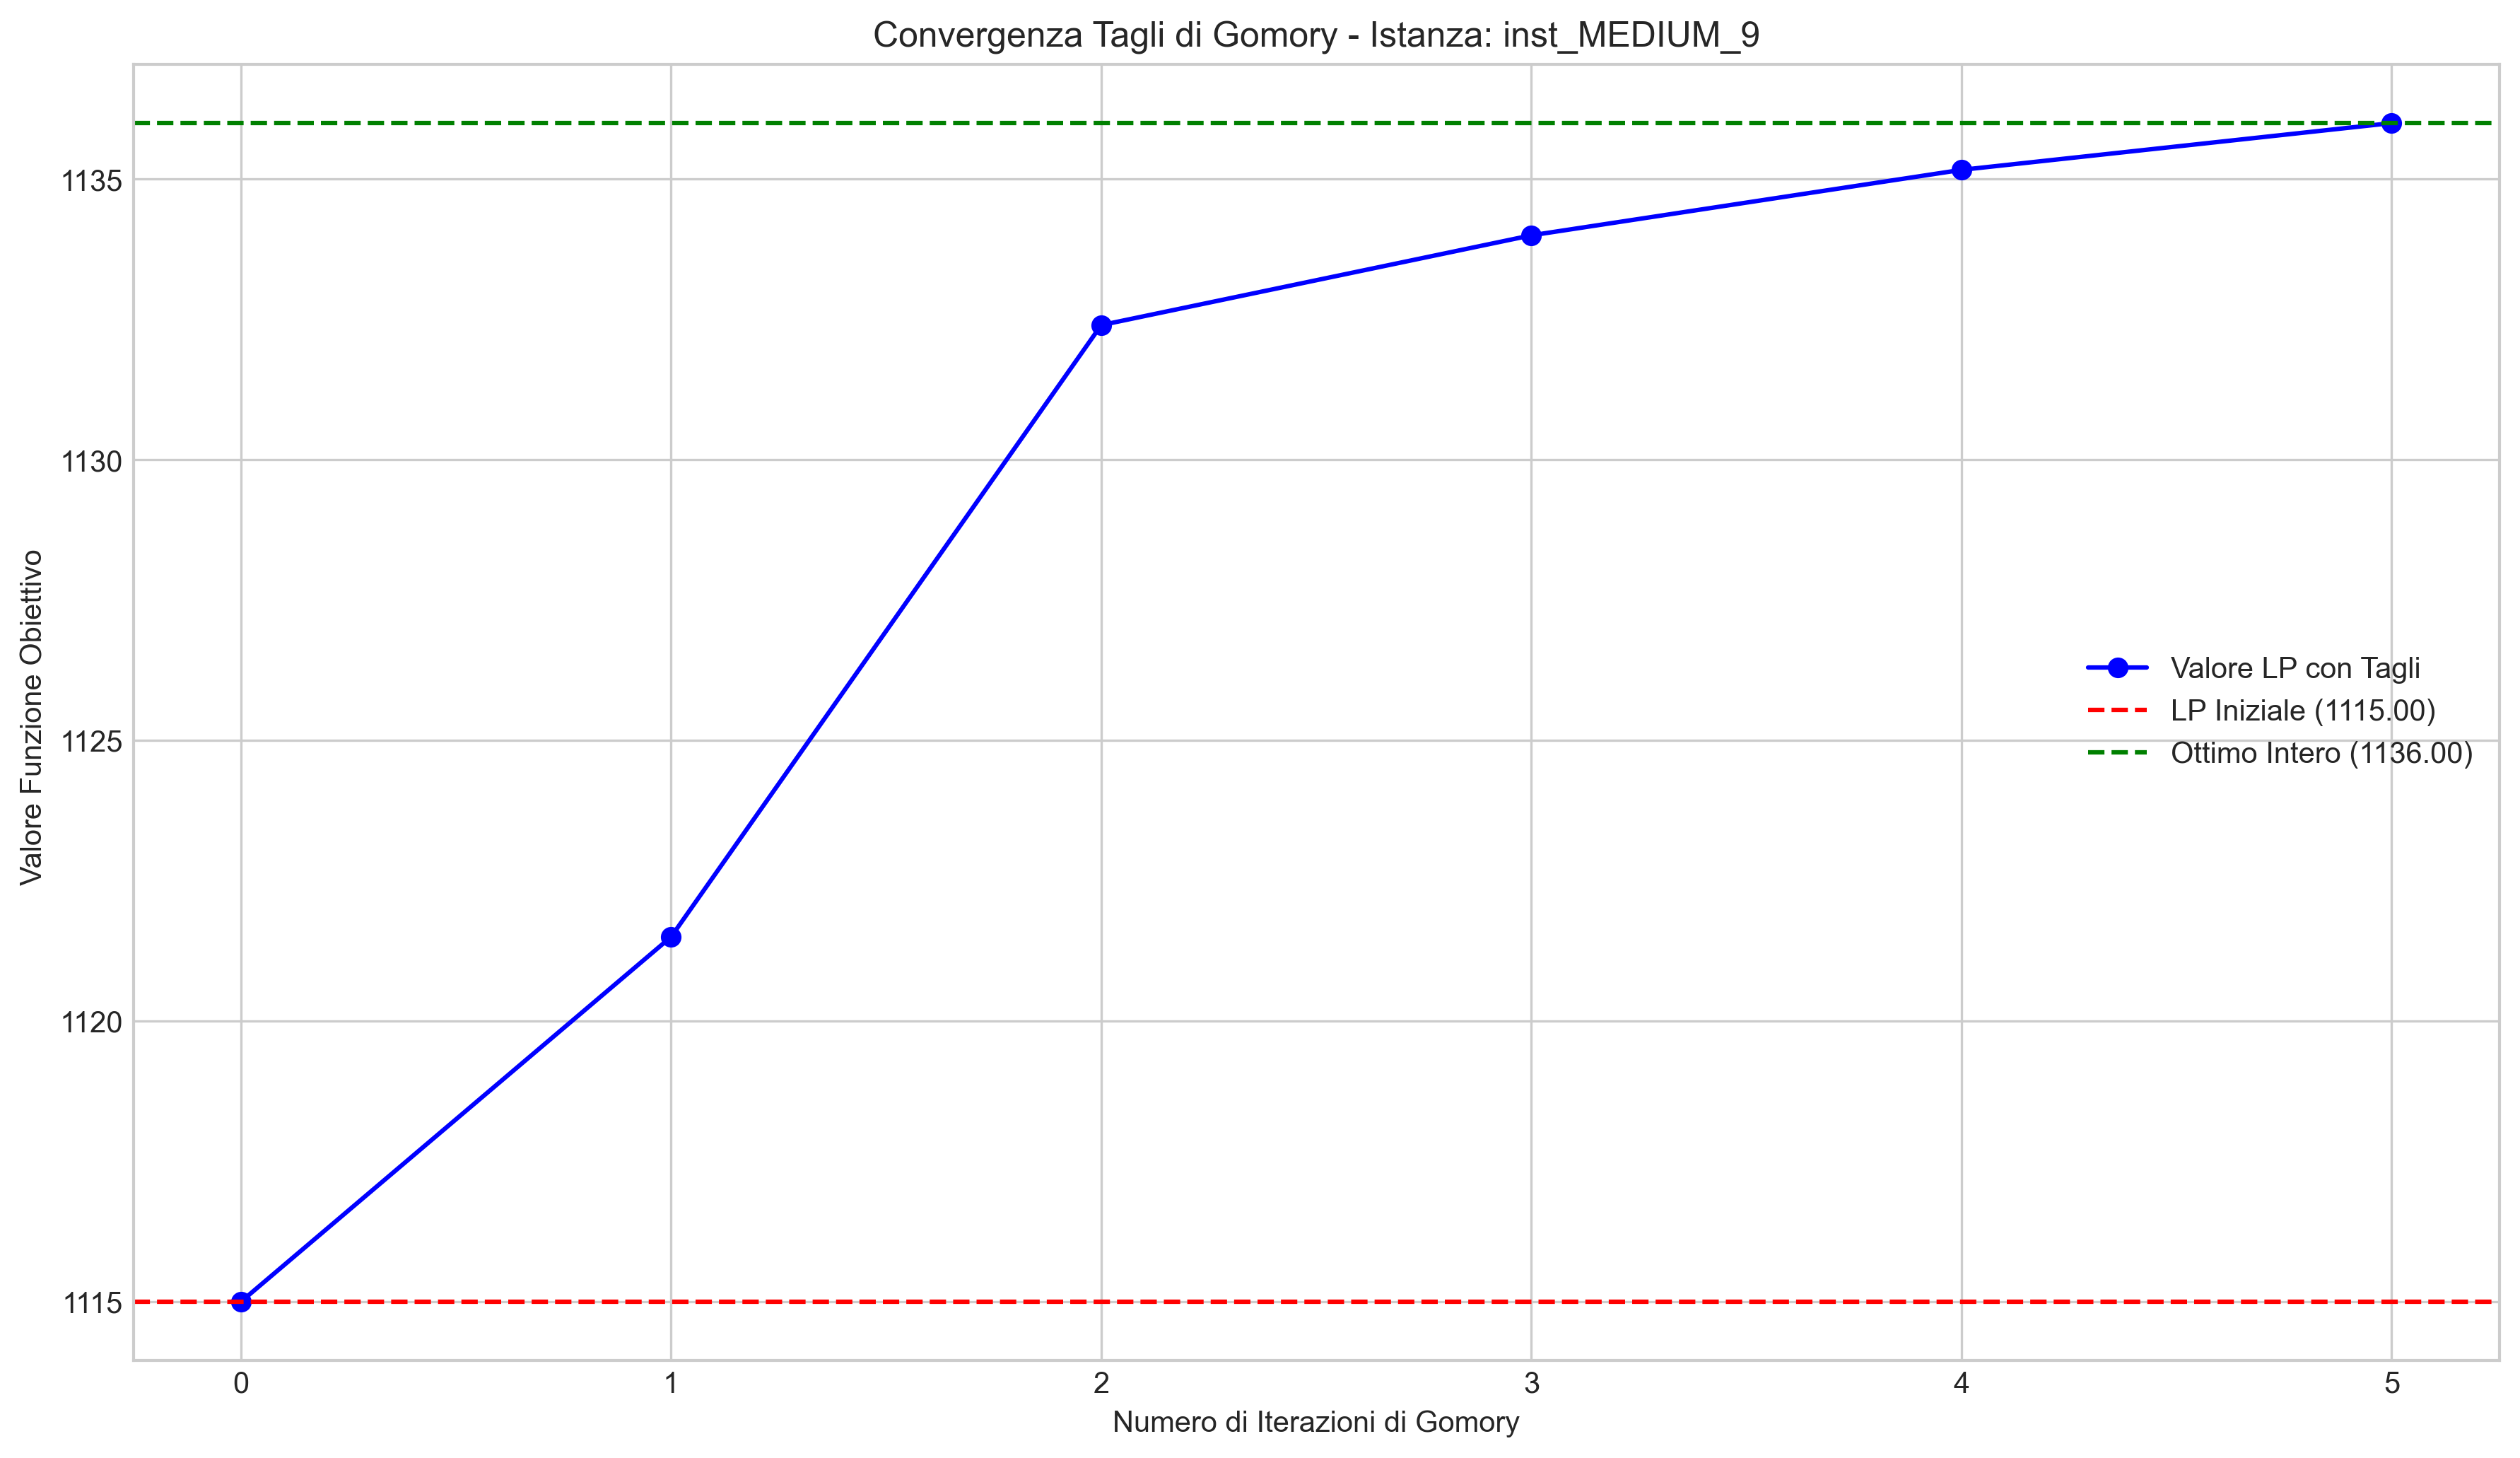 Convergenza Tagli di Gomory - Istanza: inst_MEDIUM_9
Valore Funzione Obiettivo
1135
1130
1125
1120
1115
Valore LP con Tagli
LP Iniziale (1115.00)
Ottimo Intero (1136.00)
0 1 2 3 4 5
Numero di Iterazioni di Gomory